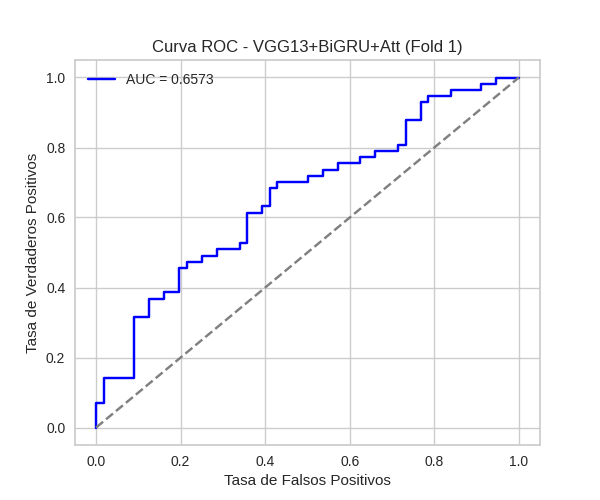 Curva ROC - VGG13+BiGRU+Att (Fold 1)
AUC = 0.6573
Tasa de Verdaderos Positivos
1.0
0.8
0.6
0.4
0.2
0.0
0.0 0.2 0.4 0.6 0.8 1.0
Tasa de Falsos Positivos